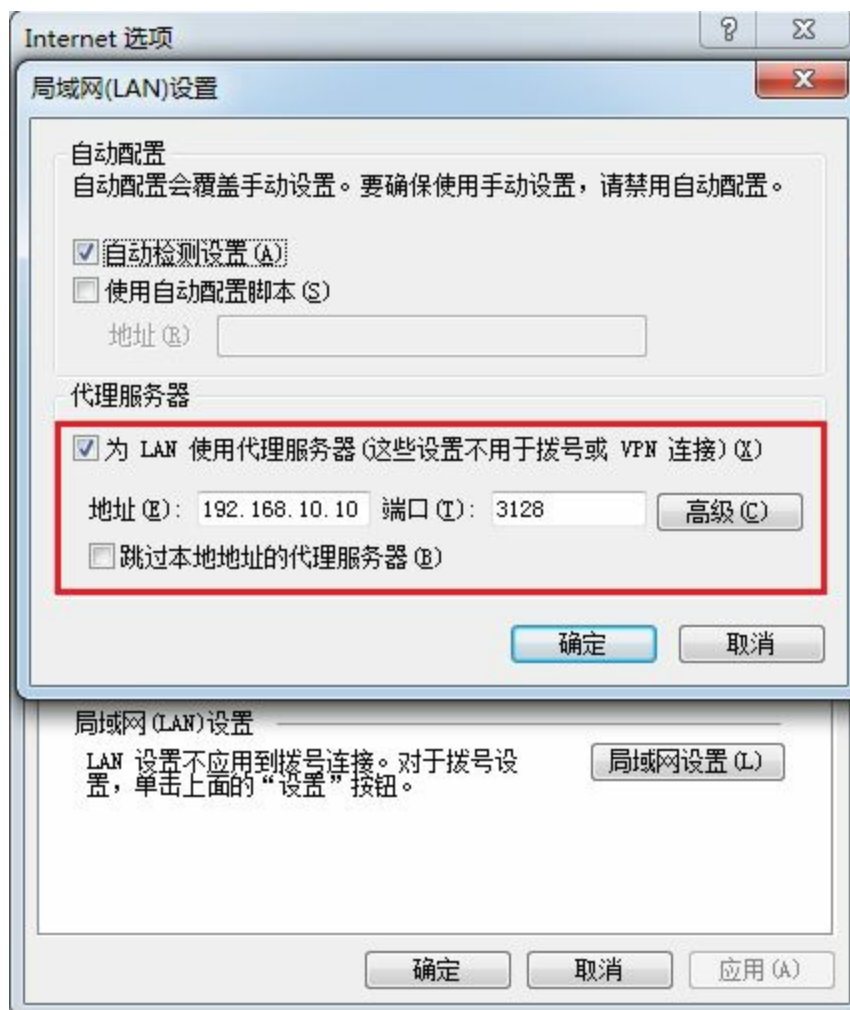 Internet 选项
局域网(LAN)设置
自动配置
自动配置会覆盖手动设置。要确保使用手动设置，请禁用自动配置。
自动检测设置(A)
使用自动配置脚本(S)
地址(R)
代理服务器
为 LAN 使用代理服务器(这些设置不用于拨号或 VPN 连接)(X)
地址(E): 192.168.10.10 端口(T): 3128 高级(C)
跳过本地地址的代理服务器(B)
确定 取消
局域网(LAN)设置
LAN 设置不应用到拨号连接。对于拨号设
置，单击上面的“设置”按钮。
局域网设置(L)
确定 取消 应用(A)